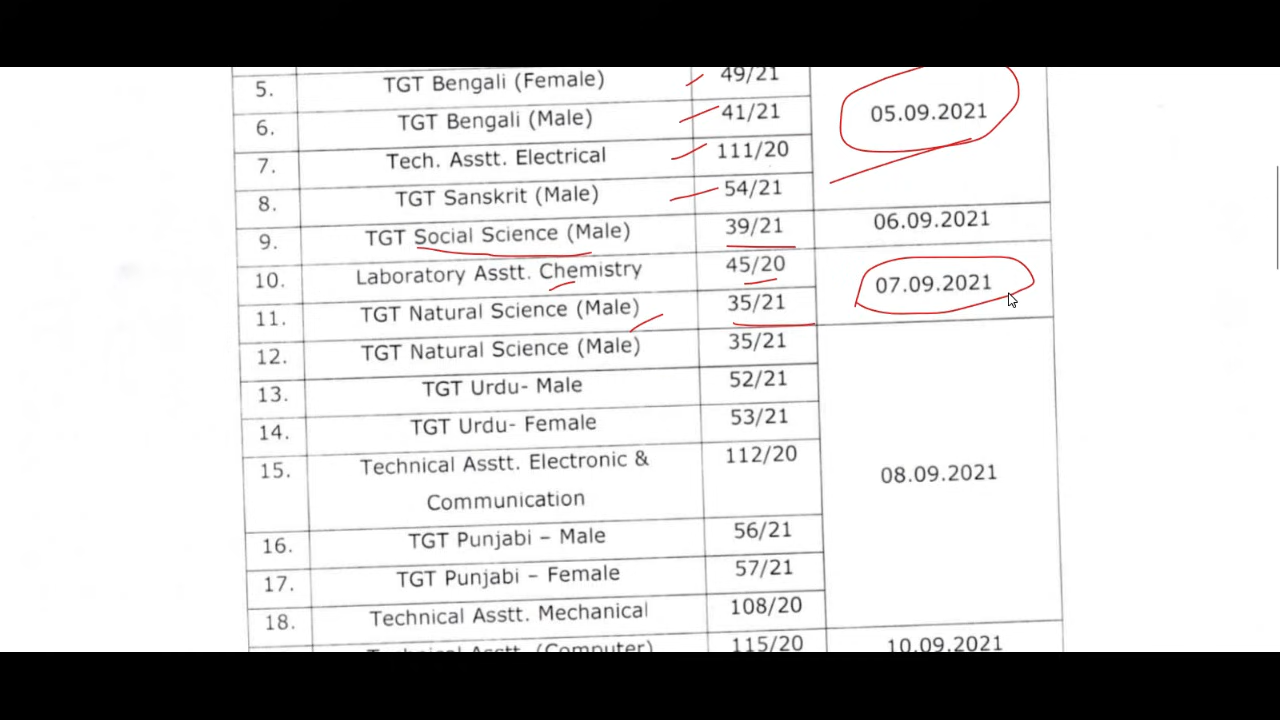 5. TGT Bengali (Female) 49/21
6. TGT Bengali (Male) 41/21 05.09.2021
7. Tech. Asstt. Electrical 111/20
8. TGT Sanskrit (Male) 54/21
9. TGT Social Science (Male) 39/21 06.09.2021
10. Laboratory Asstt. Chemistry 45/20
07.09.2021
11. TGT Natural Science (Male) 35/21
12. TGT Natural Science (Male) 35/21
13. TGT Urdu- Male 52/21
14. TGT Urdu- Female 53/21
15. Technical Asstt. Electronic & 112/20
Communication
08.09.2021
16. TGT Punjabi – Male 56/21
17. TGT Punjabi – Female 57/21
18. Technical Asstt. Mechanical 108/20
Technical Asstt. (Computer) 115/20 10.09.2021